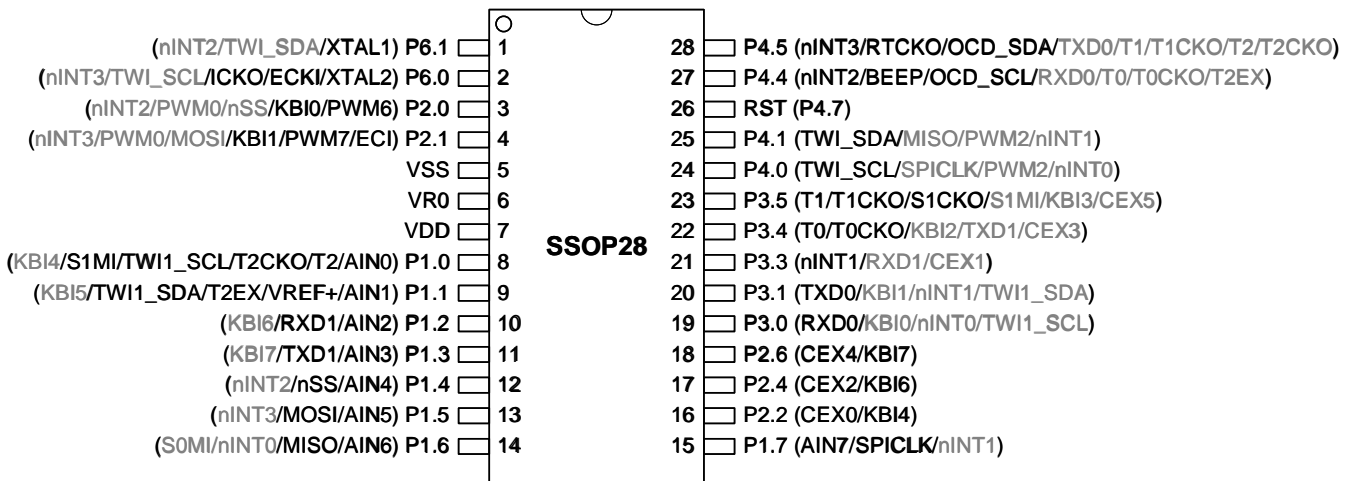 (nINT2/TWI_SDA/XTAL1) P6.1 1 28 P4.5 (nINT3/RTCKO/OCD_SDA/TXD0/T1/T1CKO/T2/T2CKO)
(nINT3/TWI_SCL/ICKO/ECKI/XTAL2) P6.0 2 27 P4.4 (nINT2/BEEP/OCD_SCL/RXD0/T0/T0CKO/T2EX)
(nINT2/PWM0/nSS/KBI0/PWM6) P2.0 3 26 RST (P4.7)
(nINT3/PWM0/MOSI/KBI1/PWM7/ECI) P2.1 4 25 P4.1 (TWI_SDA/MISO/PWM2/nINT1)
VSS 5 24 P4.0 (TWI_SCL/SPICLK/PWM2/nINT0)
VR0 6 23 P3.5 (T1/T1CKO/S1CKO/S1MI/KBI3/CEX5)
VDD 7 22 P3.4 (T0/T0CKO/KBI2/TXD1/CEX3)
SSOP28
(KBI4/S1MI/TWI1_SCL/T2CKO/T2/AIN0) P1.0 8 21 P3.3 (nINT1/RXD1/CEX1)
(KBI5/TWI1_SDA/T2EX/VREF+/AIN1) P1.1 9 20 P3.1 (TXD0/KBI1/nINT1/TWI1_SDA)
(KBI6/RXD1/AIN2) P1.2 10 19 P3.0 (RXD0/KBI0/nINT0/TWI1_SCL)
(KBI7/TXD1/AIN3) P1.3 11 18 P2.6 (CEX4/KBI7)
(nINT2/nSS/AIN4) P1.4 12 17 P2.4 (CEX2/KBI6)
(nINT3/MOSI/AIN5) P1.5 13 16 P2.2 (CEX0/KBI4)
(S0MI/nINT0/MISO/AIN6) P1.6 14 15 P1.7 (AIN7/SPICLK/nINT1)